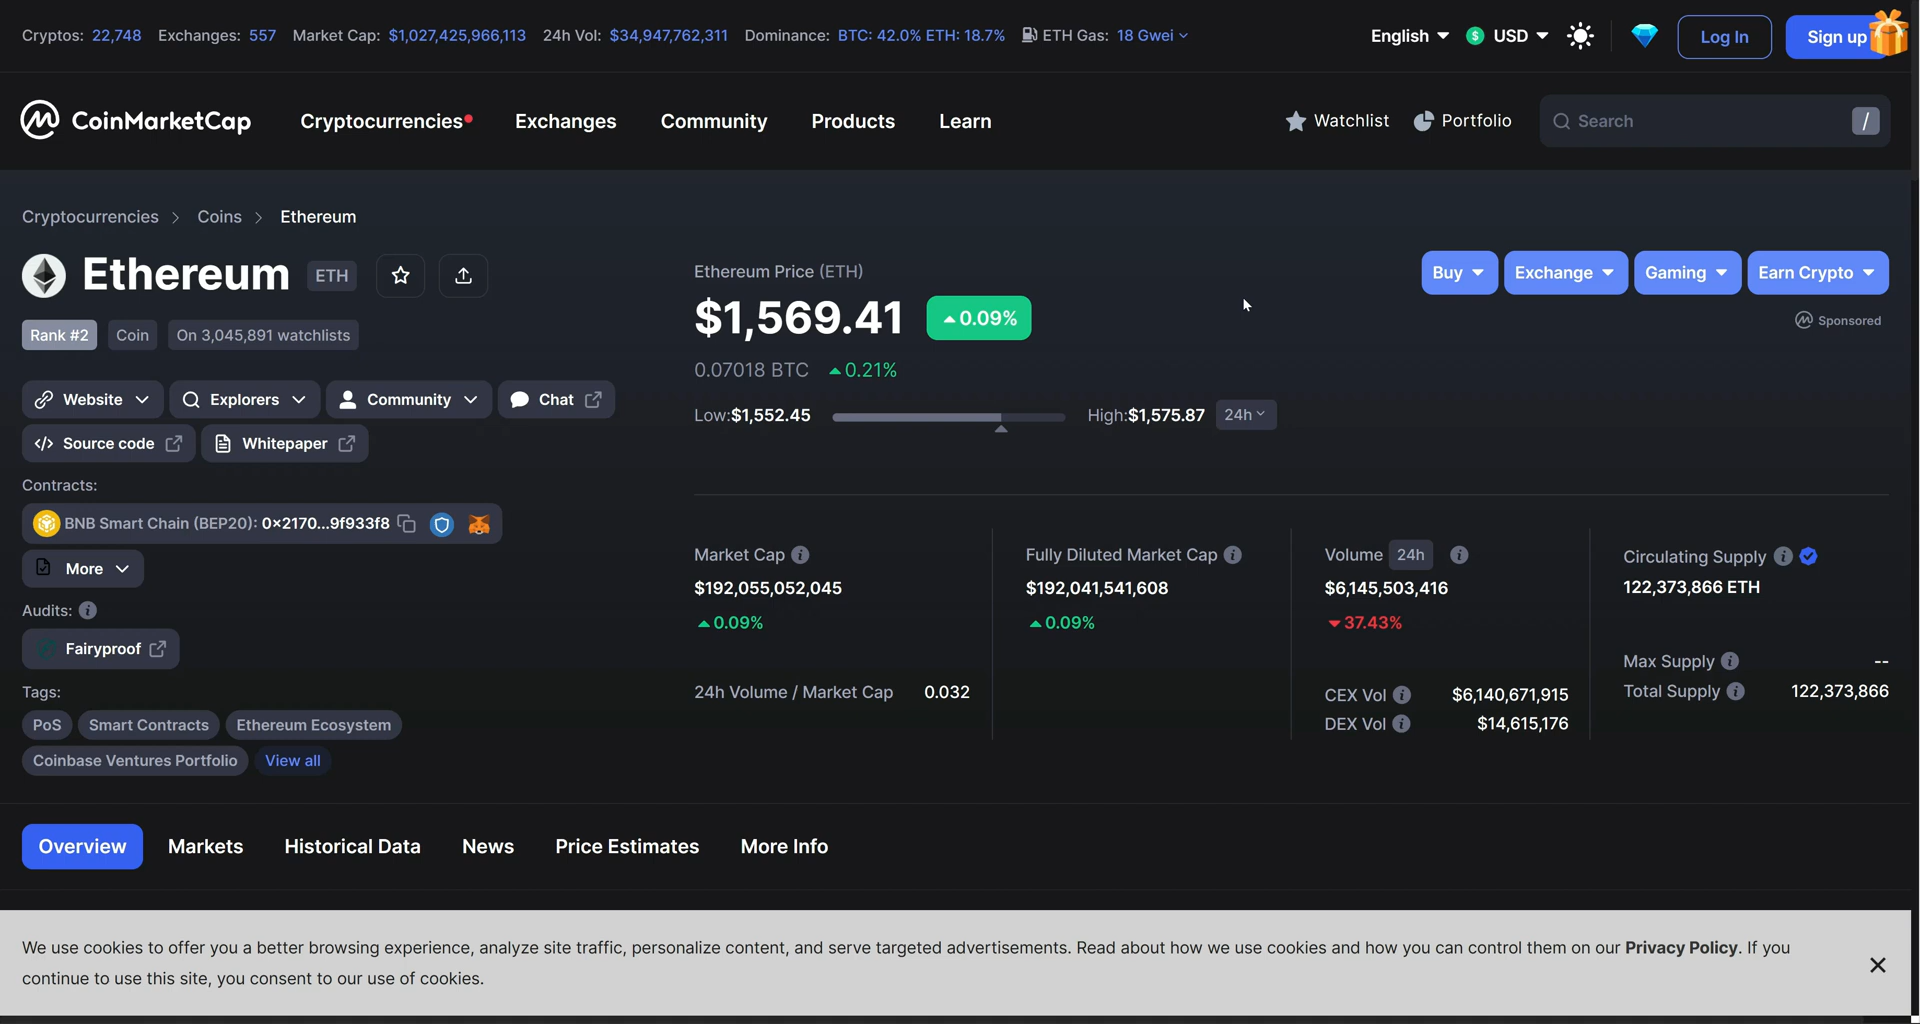 Cryptos: 22,748 Exchanges: 557 Market Cap: $1,027,425,966,113 24h Vol: $34,947,762,311 Dominance: BTC: 42.0% ETH: 18.7% ETH Gas: 18 Gwei English $ USD Log In Sign up
CoinMarketCap Cryptocurrencies Exchanges Community Products Learn Watchlist Portfolio Search /
Cryptocurrencies > Coins > Ethereum
Ethereum ETH
Rank #2 Coin On 3,045,891 watchlists
Website Explorers Community Chat
Source code Whitepaper
Contracts:
BNB Smart Chain (BEP20): 0x2170...9f933f8
More
Audits:
Fairyproof
Tags:
PoS Smart Contracts Ethereum Ecosystem
Coinbase Ventures Portfolio View all
Ethereum Price (ETH)
$1,569.41 0.09%
0.07018 BTC 0.21%
Low:$1,552.45 High:$1,575.87 24h
Buy Exchange Gaming Earn Crypto
Sponsored
Market Cap
$192,055,052,045
0.09%
24h Volume / Market Cap 0.032
Fully Diluted Market Cap
$192,041,541,608
0.09%
Volume 24h
$6,145,503,416
37.43%
CEX Vol $6,140,671,915
DEX Vol $14,615,176
Circulating Supply
122,373,866 ETH
Max Supply --
Total Supply 122,373,866
Overview Markets Historical Data News Price Estimates More Info
We use cookies to offer you a better browsing experience, analyze site traffic, personalize content, and serve targeted advertisements. Read about how we use cookies and how you can control them on our Privacy Policy. If you
continue to use this site, you consent to our use of cookies.